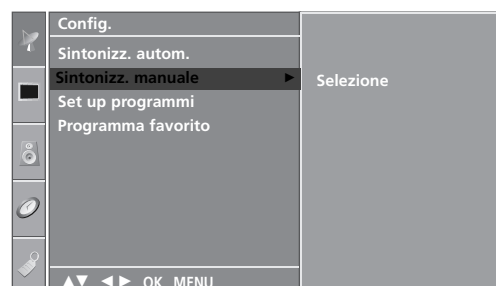 Config.
Sintonizz. autom.
Sintonizz. manuale ►
Selezione
Set up programmi
Programma favorito
▲▼ ◄► OK MENU